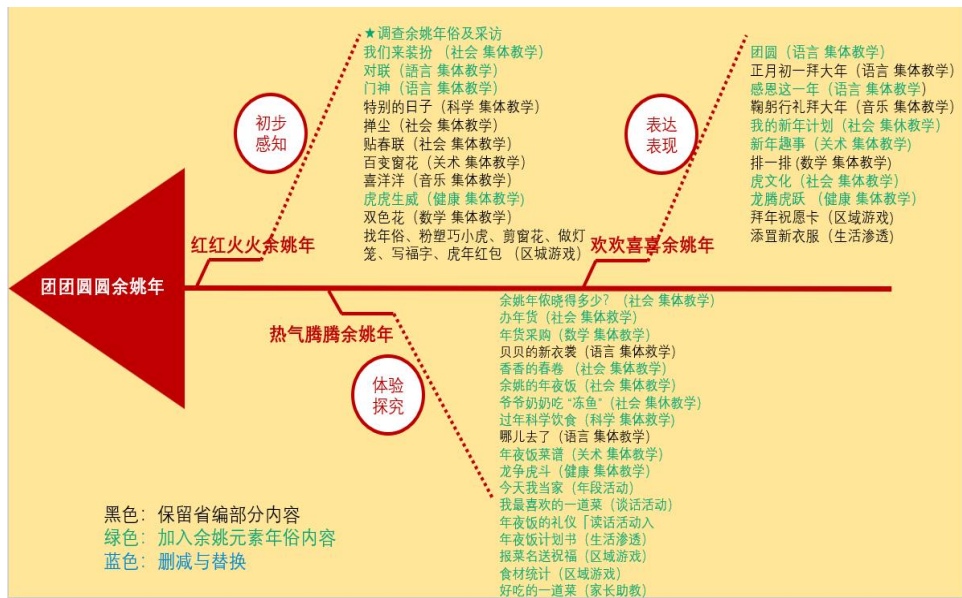 团团圆圆余姚年
红红火火余姚年
初步
感知
★调查余姚年俗及采访
我们来装扮（社会 集体教学）
对联（語言 集体教学）
门神（语言 集体教学）
特别的日子（科学 集体教学）
掸尘（社会 集体教学）
贴春联（社会 集体教学）
百变窗花（关术 集体教学）
喜洋洋（音乐 集体教学）
虎虎生威（健康 集体教学）
双色花（数学 集体教学）
找年俗、粉塑巧小虎、剪窗花、做灯
笼、写福字、虎年红包（区城游戏）
热气腾腾余姚年
体验
探究
余姚年侬晓得多少？（社会 集体教学）
办年货（社会 集体救学）
年货采购（数学 集体教学）
贝贝的新衣裳（语言 集体救学）
香香的春卷（社会 集体教学）
余姚的年夜饭（社会 集体教学）
爷爷奶奶吃“冻鱼”（社会 集休教学）
过年科学饮食（科学 集体救学）
哪儿去了（语言 集体教学）
年夜饭菜谱（关术 集体教学）
龙争虎斗（健康 集体教学）
今天我当家（年段活动）
我最喜欢的一道菜（谈话活动）
年夜饭的礼仪「读话活动入
年夜饭计划书（生活渗透）
报菜名送祝福（区域游戏）
食材统计（区域游戏）
好吃的一道菜（家长助教）
欢欢喜喜余姚年
表达
表现
团圆（语言 集体教学）
正月初一拜大年（语言 集体教学）
感恩这一年（语言 集体教学）
鞠躬行礼拜大年（音乐 集体教学）
我的新年计划（社会 集休教学）
新年趣事（关术 集体教学）
排一排（数学 集体教学）
虎文化（社会 集体教学）
龙腾虎跃（健康 集体教学）
拜年祝愿卡（区域游戏）
添罝新衣服（生活渗透）
黑色：保留省编部分内容
绿色：加入余姚元素年俗内容
蓝色：删减与替换